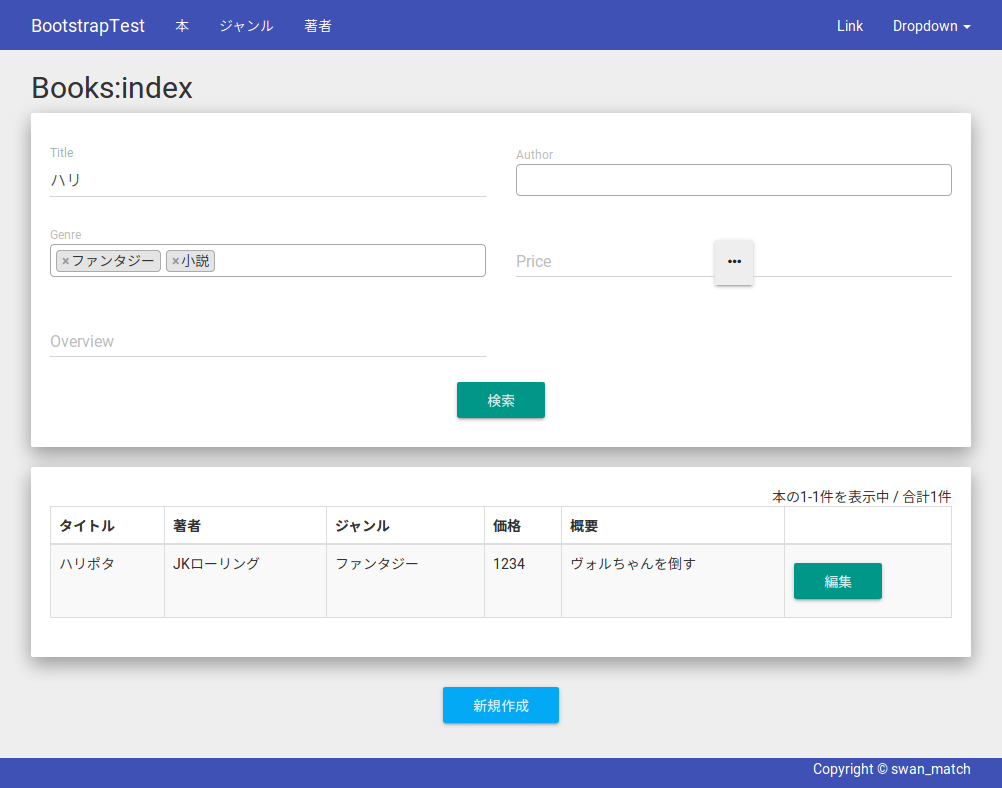 BootstrapTest 本 ジャンル 著者 Link Dropdown
Books:index
Title
ハリ
Author
Genre
×ファンタジー ×小説
Price
•••
Overview
検索
本の1-1件を表示中 / 合計1件
タイトル 著者 ジャンル 価格 概要
ハリポタ JKローリング ファンタジー 1234 ヴォルちゃんを倒す 編集
新規作成
Copyright © swan_match